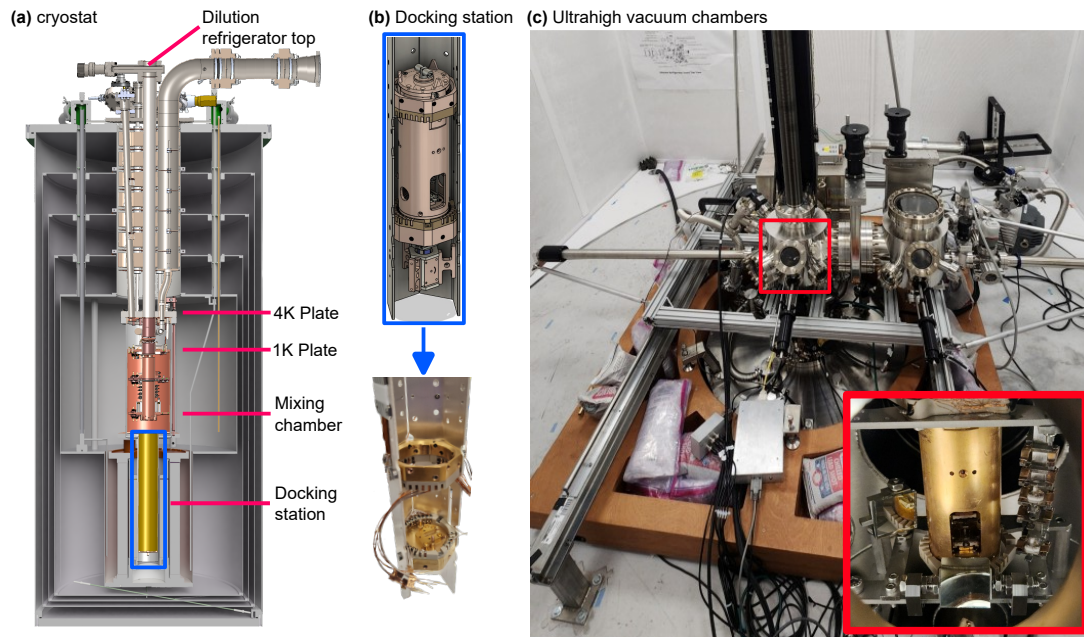 (a) cryostat
Dilution
refrigerator top
4K Plate
1K Plate
Mixing
chamber
Docking
station
(b) Docking station
(c) Ultrahigh vacuum chambers